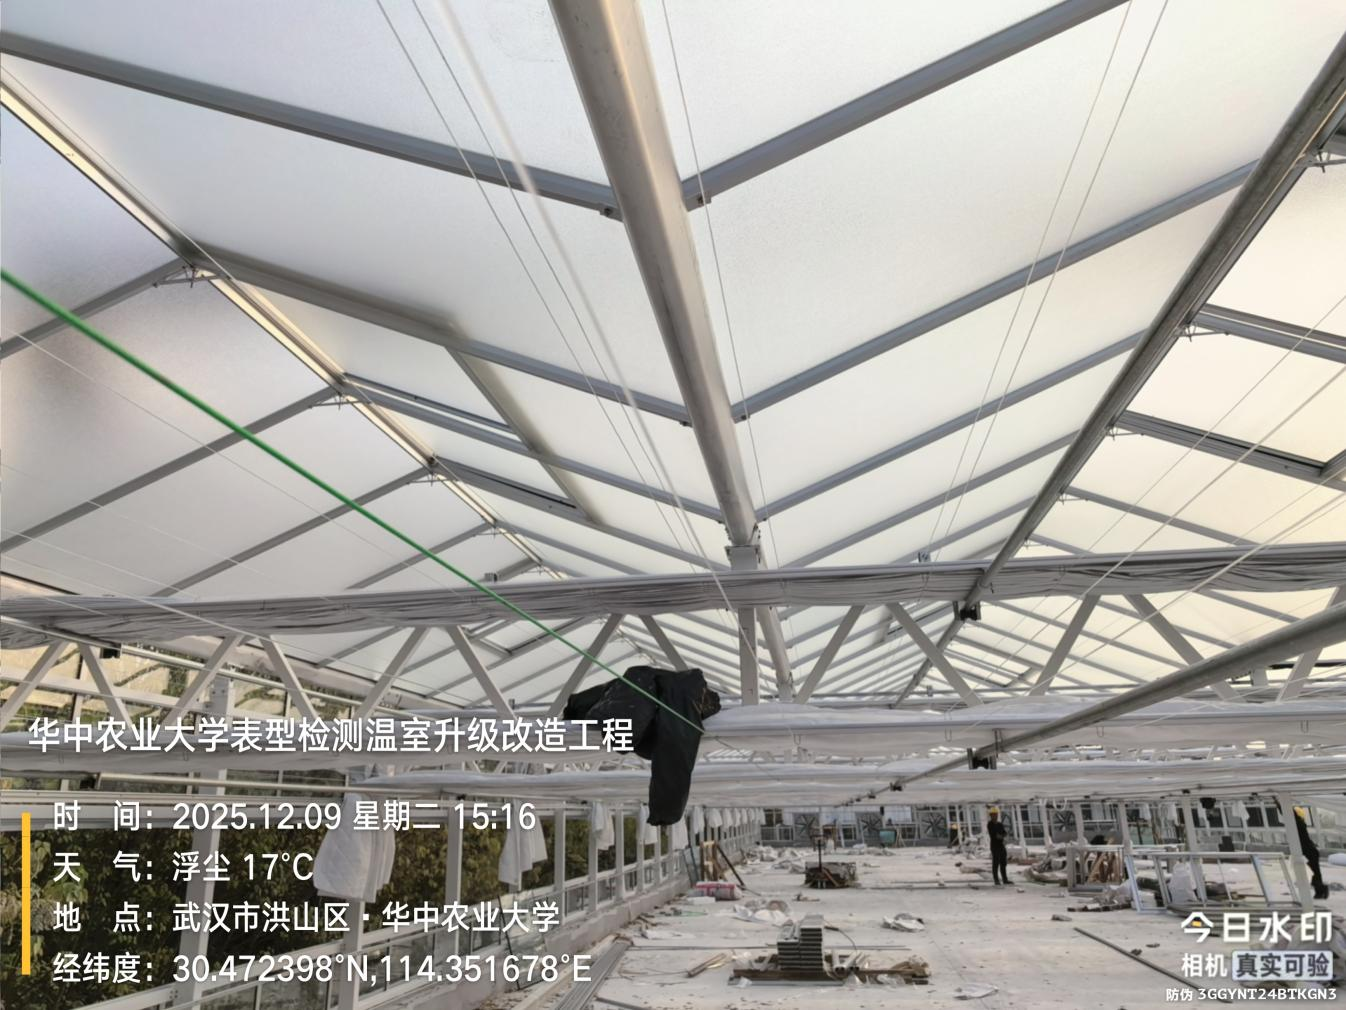 华中农业大学表型检测温室升级改造工程
时 间：2025.12.09 星期二 15:16
天 气：浮尘 17℃
地 点：武汉市洪山区·华中农业大学
经纬度：30.472398°N,114.351678°E
今日水印
相机 真实可验
防伪 3GGYNT24BTKGN3